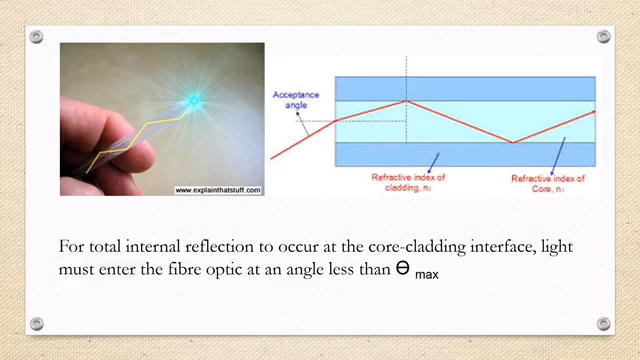 Acceptance
angle
www.explainthatstuff.com
Refractive index of
cladding, n₂
Refractive index of
Core, n₁
For total internal reflection to occur at the core-cladding interface, light
must enter the fibre optic at an angle less than Ө max